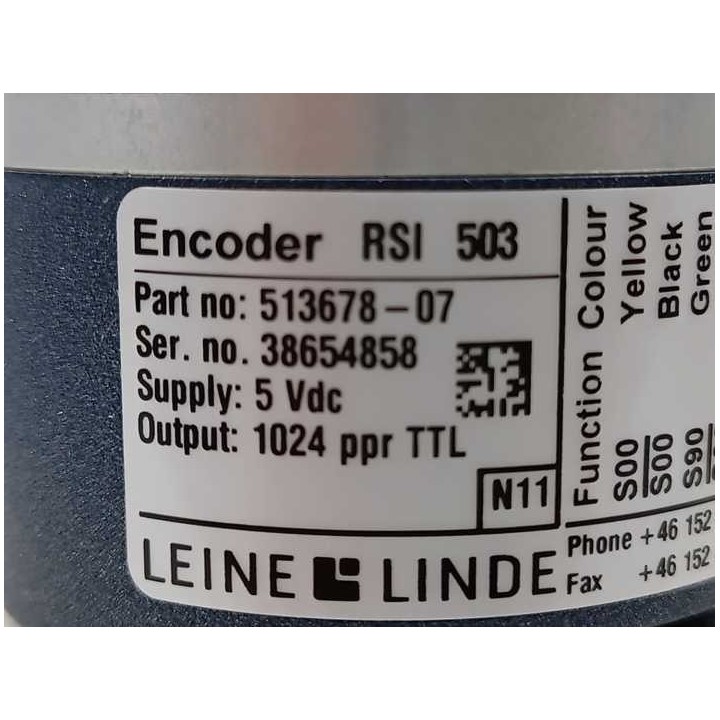 Encoder RSI 503
Part no: 513678-07
Ser. no. 38654858
Supply: 5 Vdc
Output: 1024 ppr TTL
N11
LEINE LINDE
Function Colour
S00 Yellow
S00 Black
S90 Green
Phone +46 152
Fax +46 152